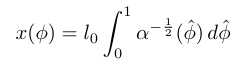 $x(\phi) = l_0 \int_0^1 \alpha^{-\frac{1}{2}}(\hat{\phi})\, d\hat{\phi}$